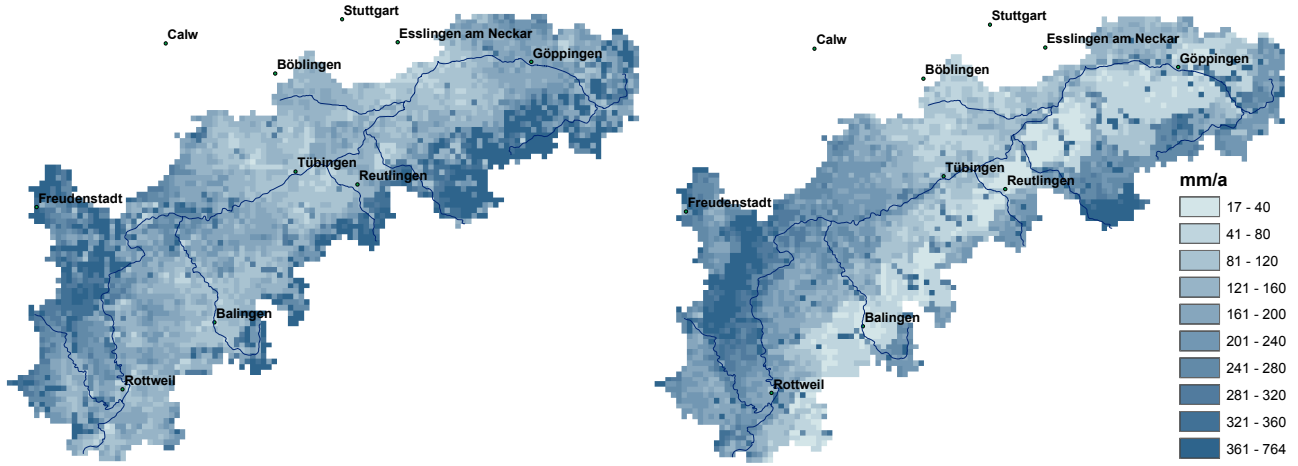 Stuttgart
Calw
Esslingen am Neckar
Göppingen
Böblingen
Tübingen
Reutlingen
Freudenstadt
Balingen
Rottweil
Stuttgart
Calw
Esslingen am Neckar
Göppingen
Böblingen
Tübingen
Reutlingen
Freudenstadt
Balingen
Rottweil
mm/a
17 - 40
41 - 80
81 - 120
121 - 160
161 - 200
201 - 240
241 - 280
281 - 320
321 - 360
361 - 764